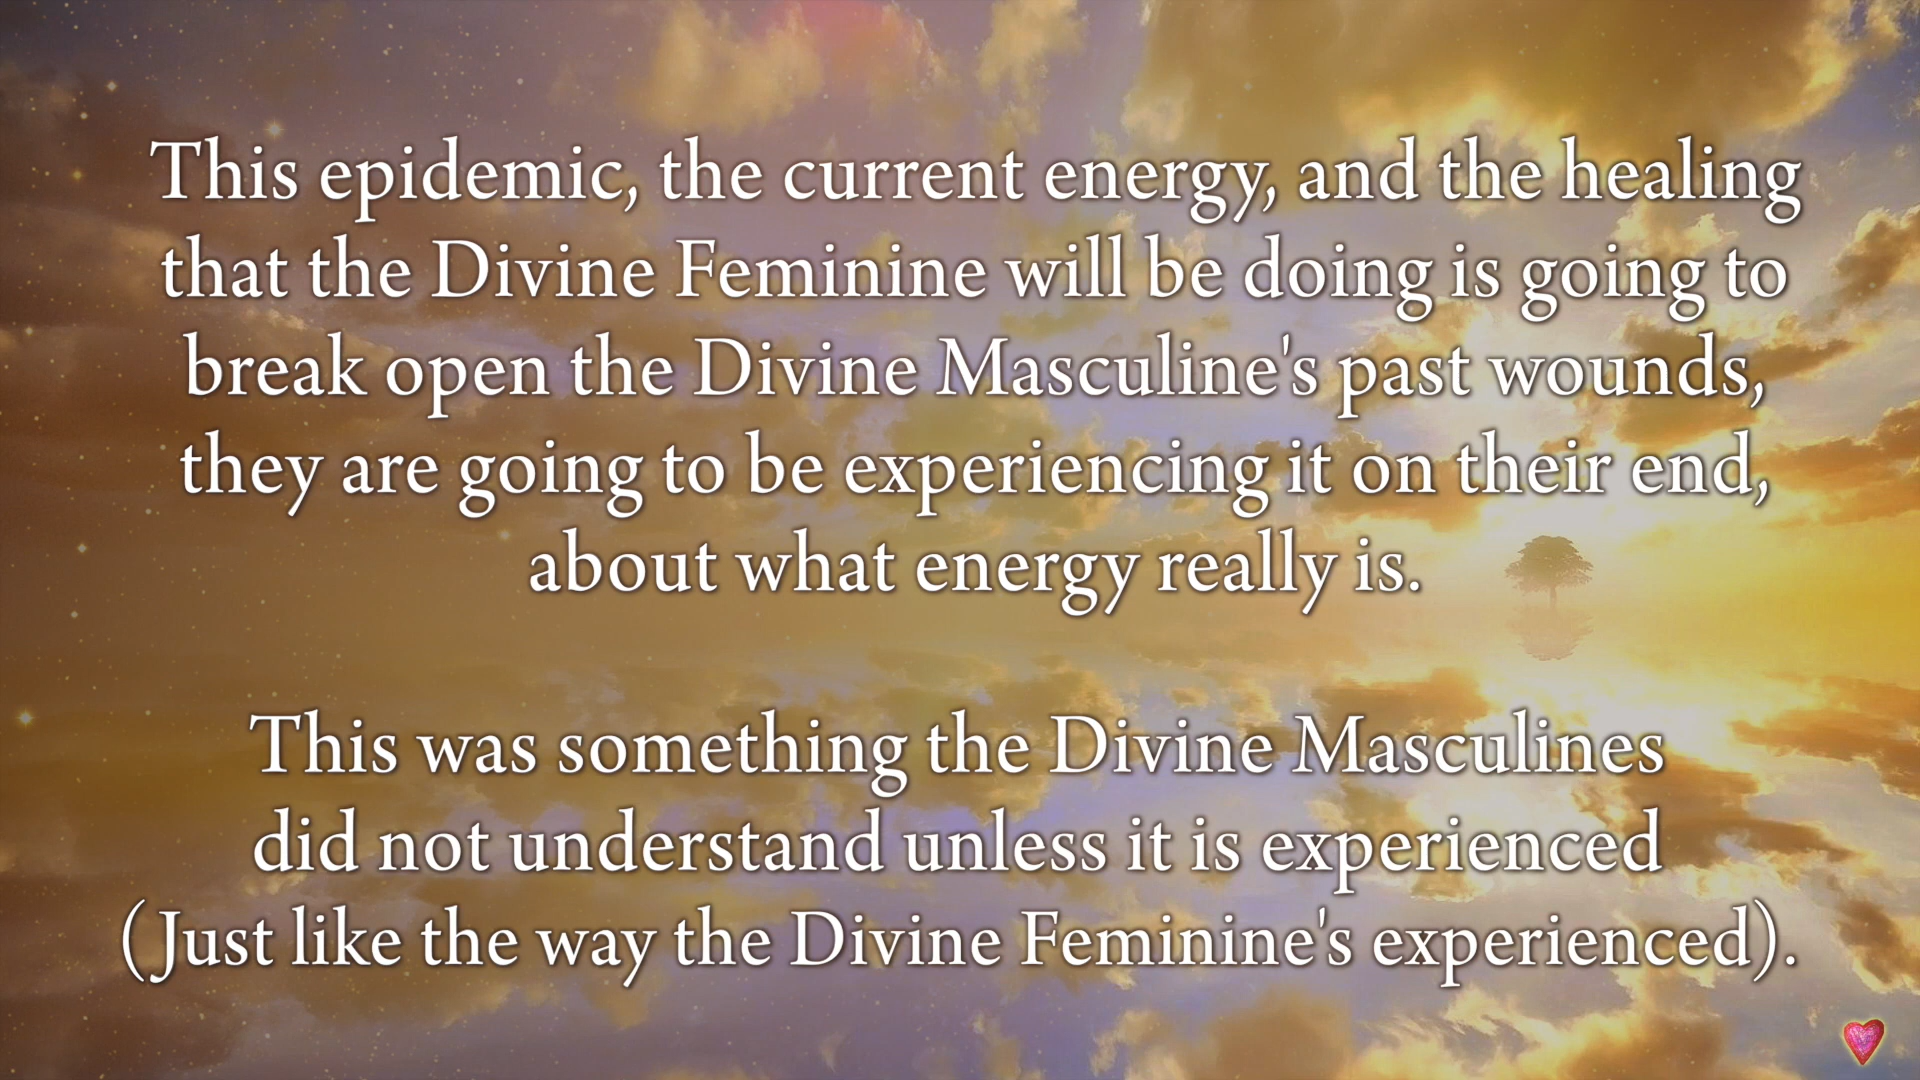 This epidemic, the current energy, and the healing
that the Divine Feminine will be doing is going to
break open the Divine Masculine's past wounds,
they are going to be experiencing it on their end,
about what energy really is.
This was something the Divine Masculines
did not understand unless it is experienced
(Just like the way the Divine Feminine's experienced).